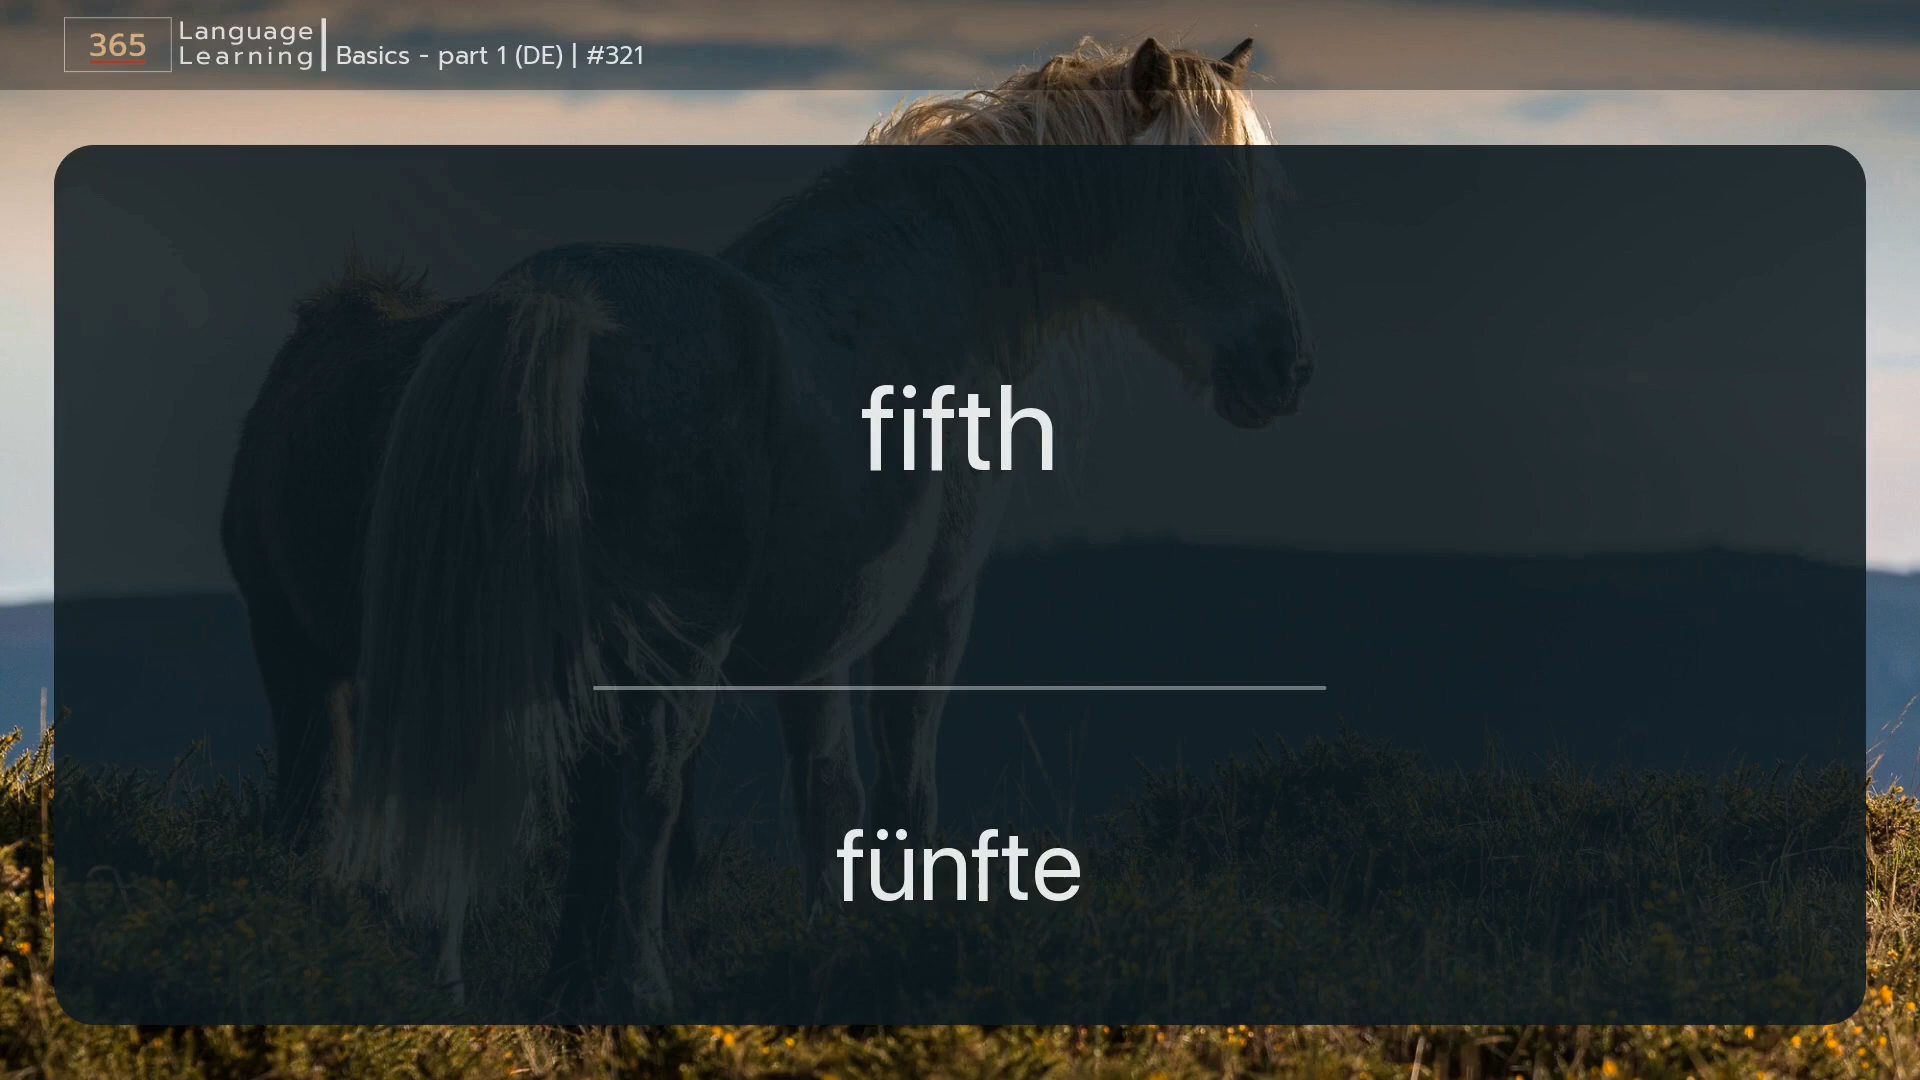 365
Language
Learning
Basics - part 1 (DE) | #321
fifth
fünfte